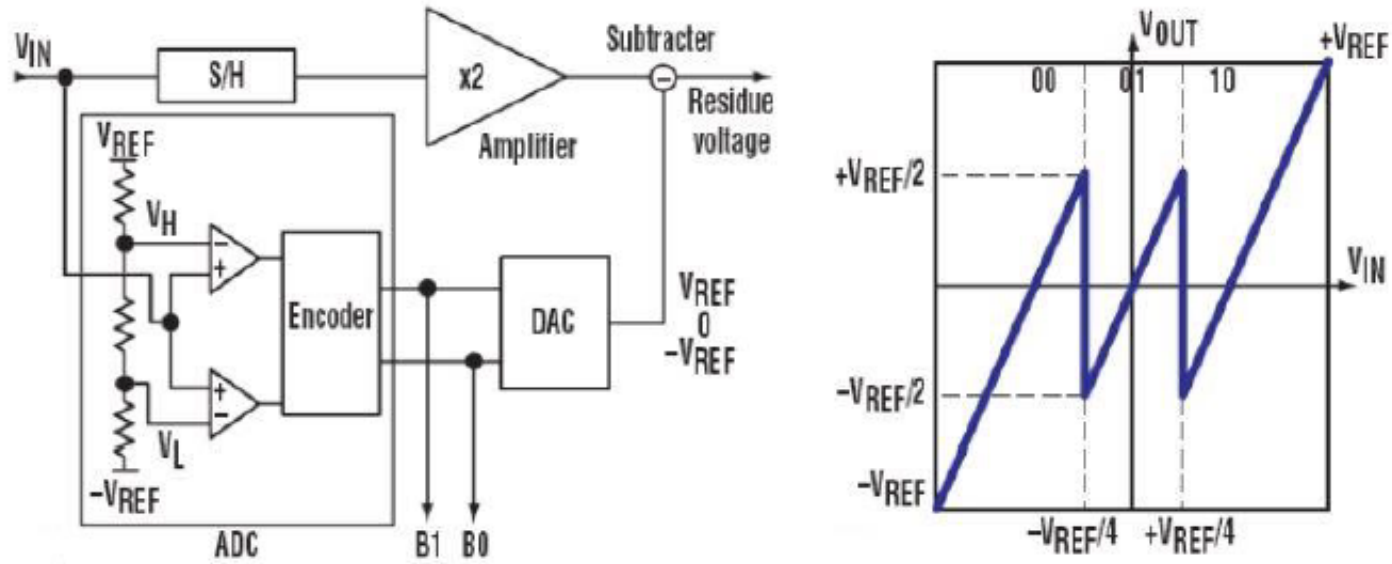 VIN
S/H
x2
Amplifier
Subtracter
−
Residue
voltage
VREF
VH
−
+
+
−
VL
−VREF
Encoder
DAC
VREF
0
−VREF
ADC
B1
B0
VOUT
+VREF
00
01
10
+VREF/2
VIN
−VREF/2
−VREF
−VREF/4
+VREF/4